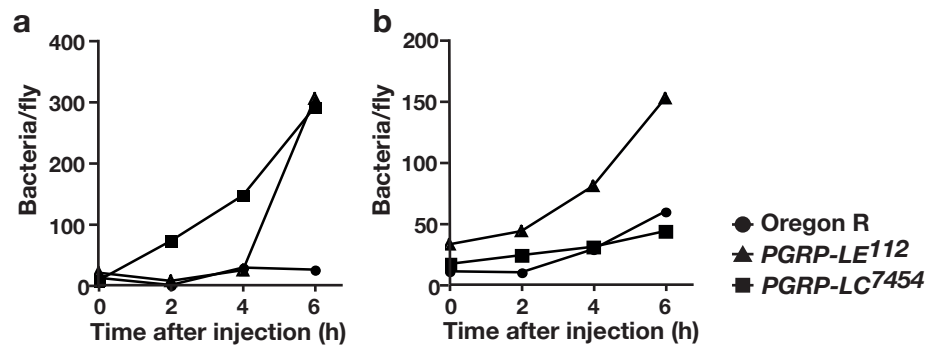 a
400
300
200
100
0
Bacteria/fly
0 2 4 6
Time after injection (h)
b
200
150
100
50
0
Bacteria/fly
0 2 4 6
Time after injection (h)
Oregon R
PGRP-LE112
PGRP-LC7454